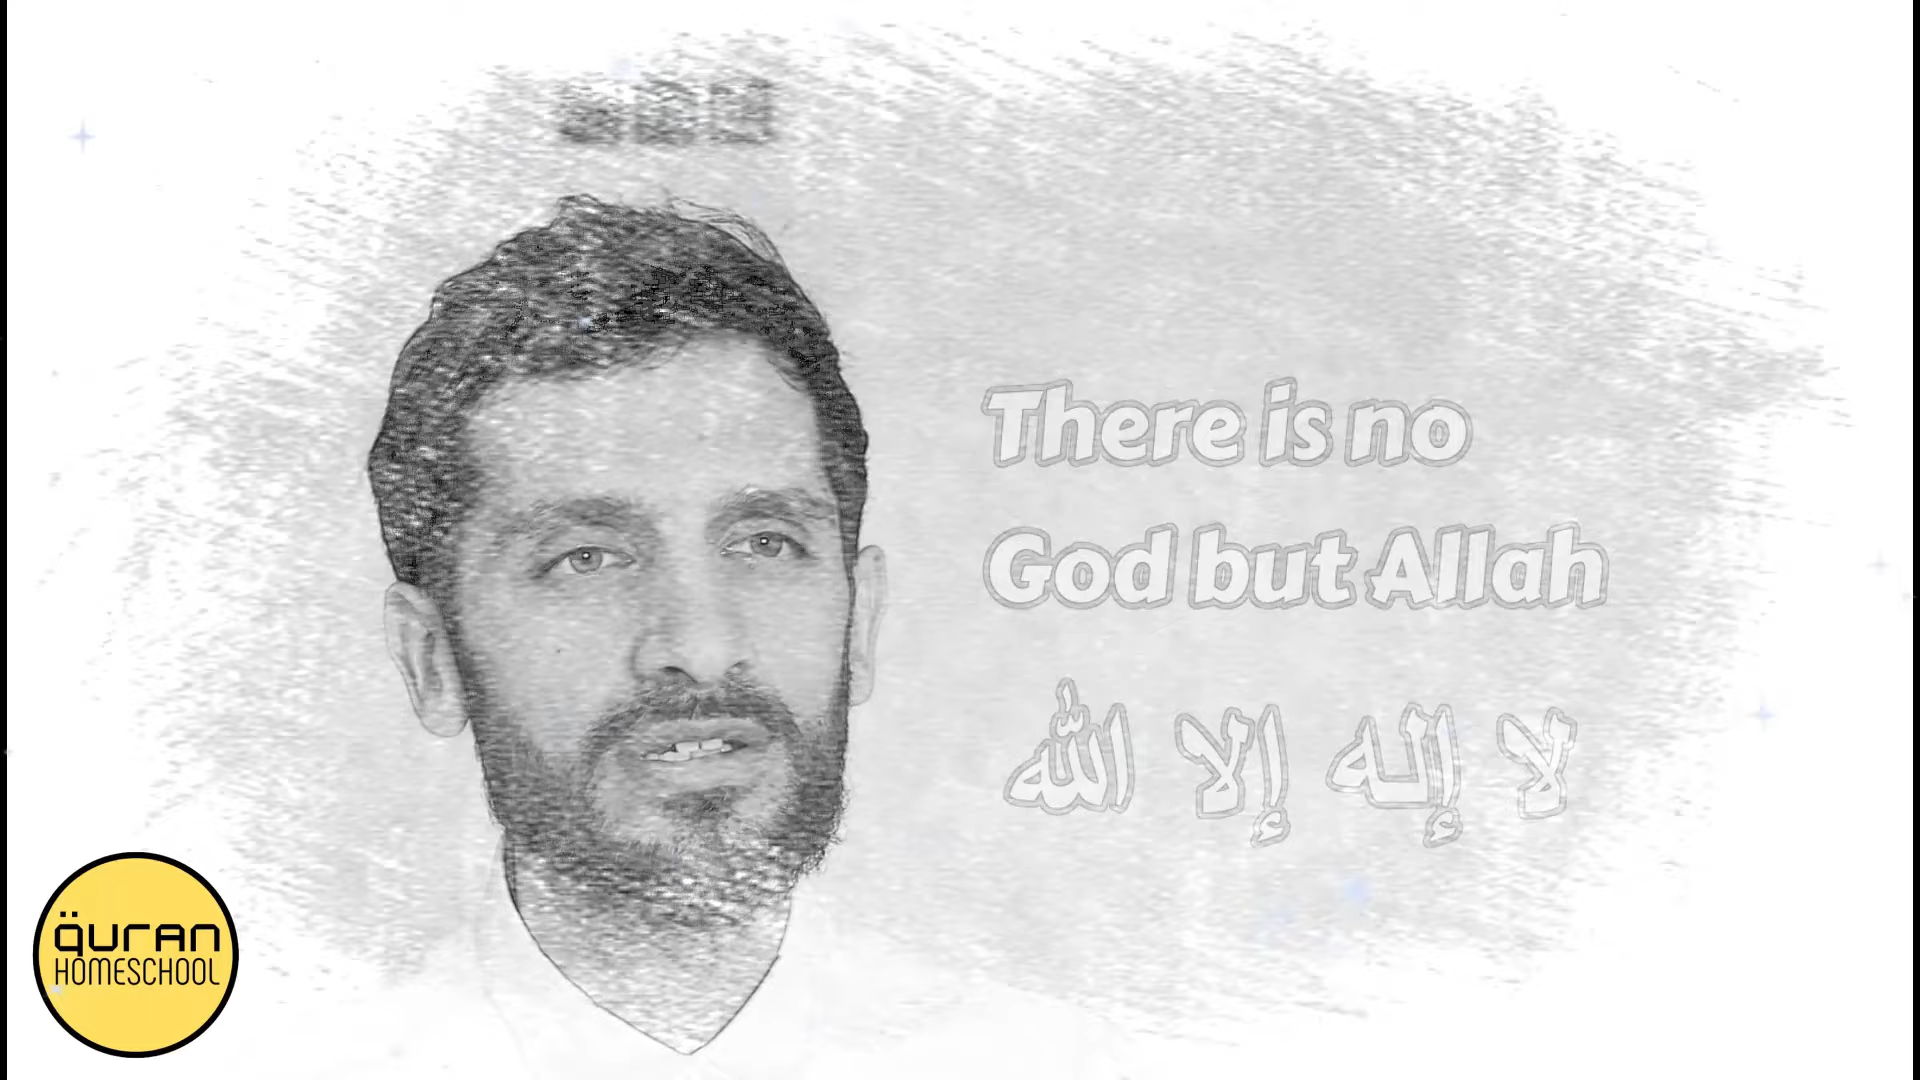 There is no
God but Allah
لا إله إلا الله
QURAN
HOMESCHOOL